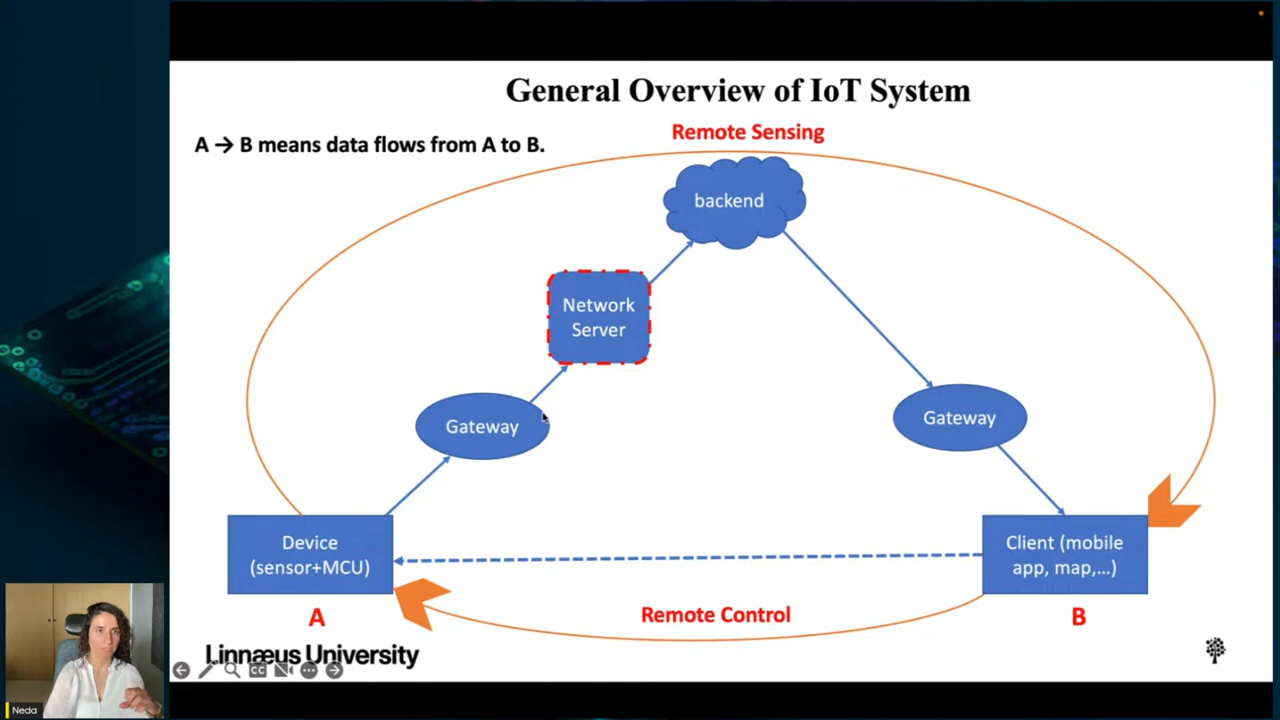 General Overview of IoT System
A → B means data flows from A to B.
Remote Sensing
backend
Network
Server
Gateway
Gateway
Device
(sensor+MCU)
Client (mobile
app, map,...)
A
Remote Control
B
Linnæus University
CC
Neda